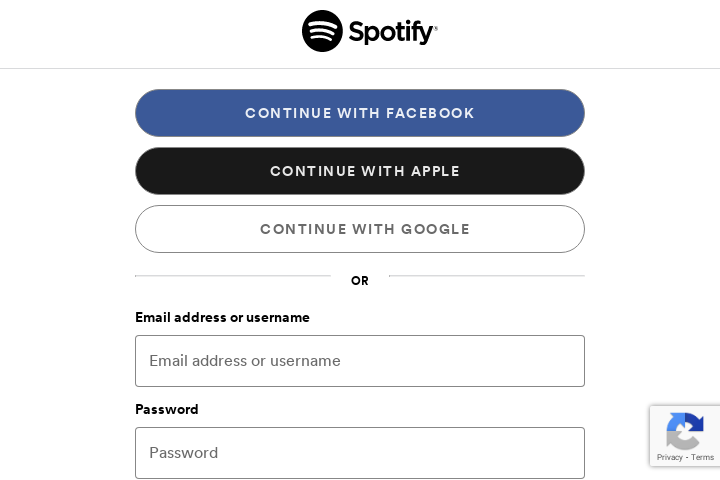 Spotify®
CONTINUE WITH FACEBOOK
CONTINUE WITH APPLE
CONTINUE WITH GOOGLE
OR
Email address or username
Email address or username
Password
Password
Privacy - Terms